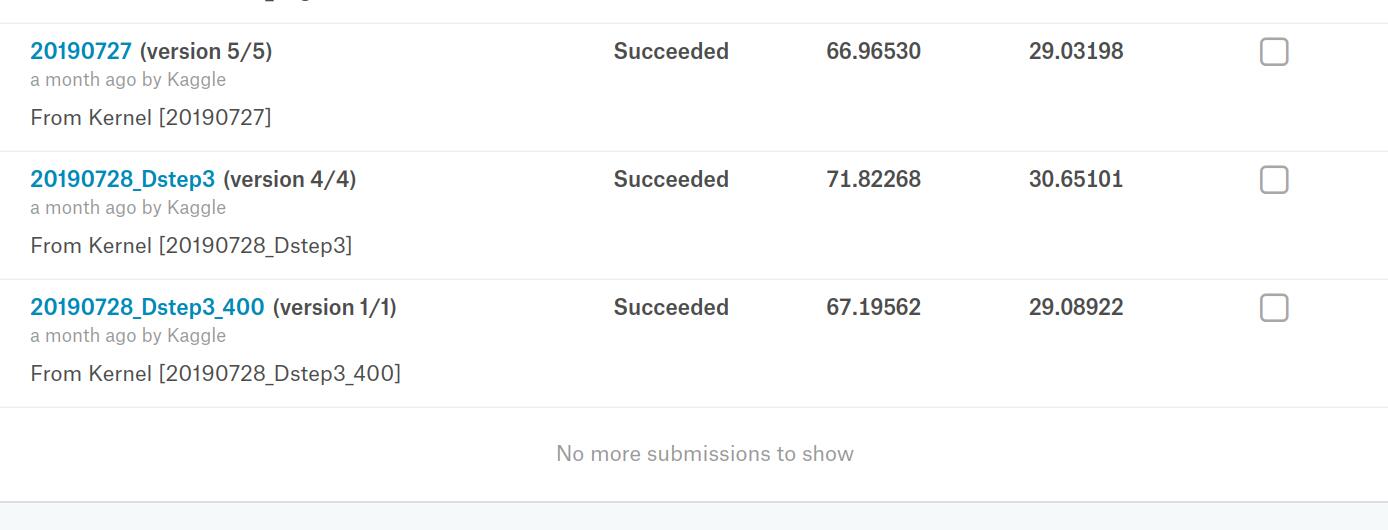 20190727 (version 5/5) Succeeded 66.96530 29.03198
a month ago by Kaggle
From Kernel [20190727]
20190728_Dstep3 (version 4/4) Succeeded 71.82268 30.65101
a month ago by Kaggle
From Kernel [20190728_Dstep3]
20190728_Dstep3_400 (version 1/1) Succeeded 67.19562 29.08922
a month ago by Kaggle
From Kernel [20190728_Dstep3_400]
No more submissions to show